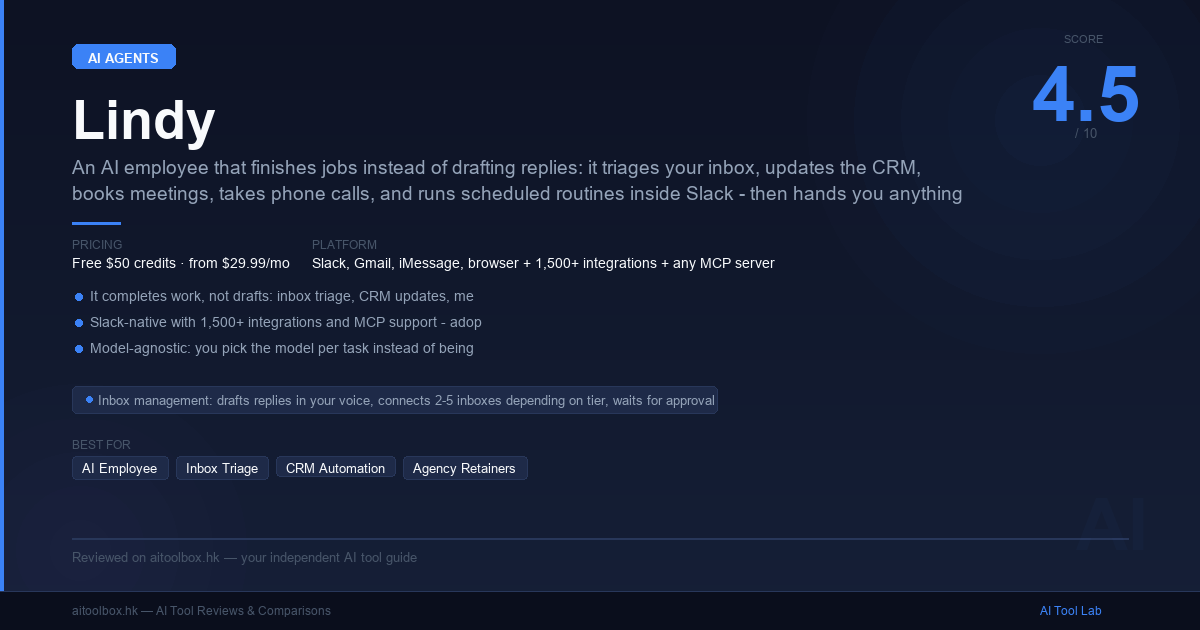 AI AGENTS
SCORE
4.5
/ 10
Lindy
An AI employee that finishes jobs instead of drafting replies: it triages your inbox, updates the CRM,
books meetings, takes phone calls, and runs scheduled routines inside Slack - then hands you anything
PRICING
Free $50 credits · from $29.99/mo
PLATFORM
Slack, Gmail, iMessage, browser + 1,500+ integrations + any MCP server
It completes work, not drafts: inbox triage, CRM updates, me
Slack-native with 1,500+ integrations and MCP support - adop
Model-agnostic: you pick the model per task instead of being
Inbox management: drafts replies in your voice, connects 2-5 inboxes depending on tier, waits for approval
BEST FOR
AI Employee
Inbox Triage
CRM Automation
Agency Retainers
AI
Reviewed on aitoolbox.hk — your independent AI tool guide
aitoolbox.hk — AI Tool Reviews & Comparisons
AI Tool Lab